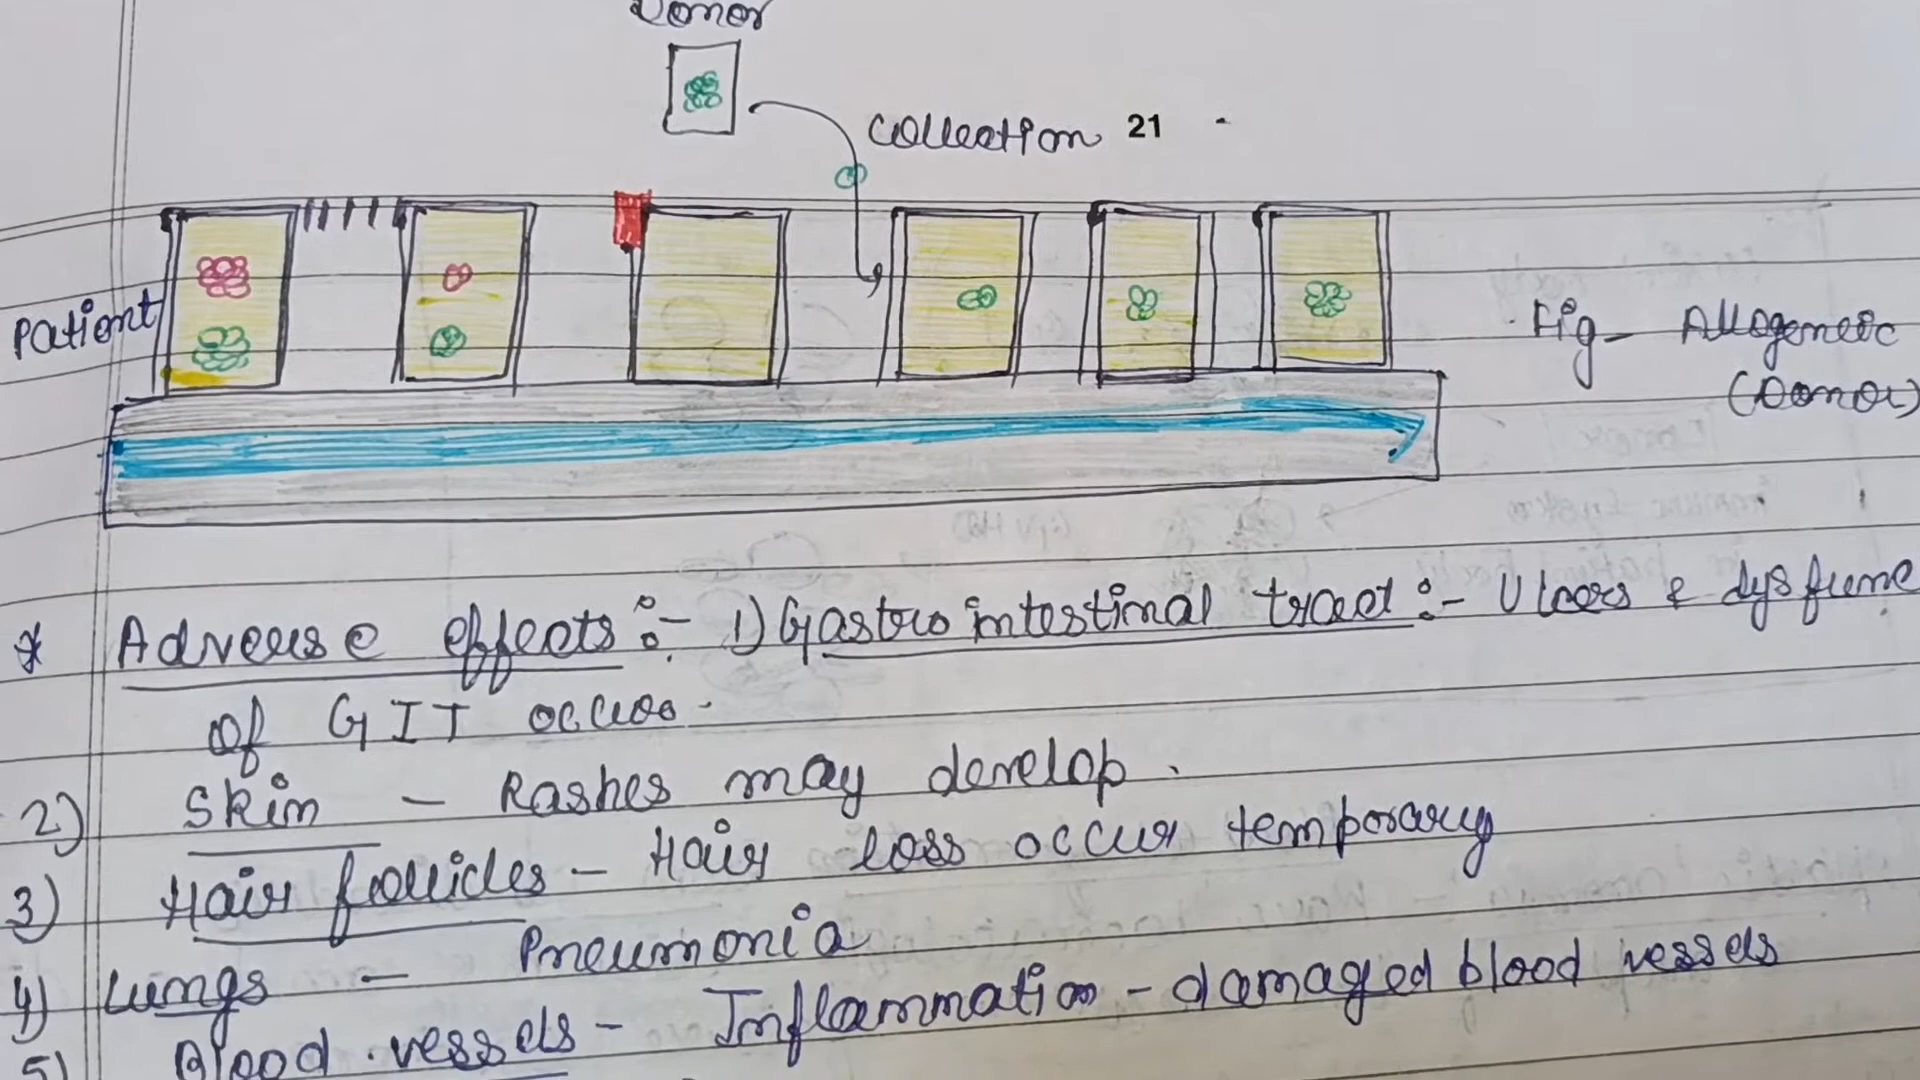 Donor
Collection 21
Patient
Fig - Allogeneic
(Donor)
* Adverse effects :- 1) Gastro intestinal tract :- Ulcers & dysfunc
of GIT occurs.
2) Skin - Rashes may develop.
3) Hair follicles - Hair loss occur temporary
4) Lungs - Pneumonia
5) Blood vessels - Inflammation - damaged blood vessels